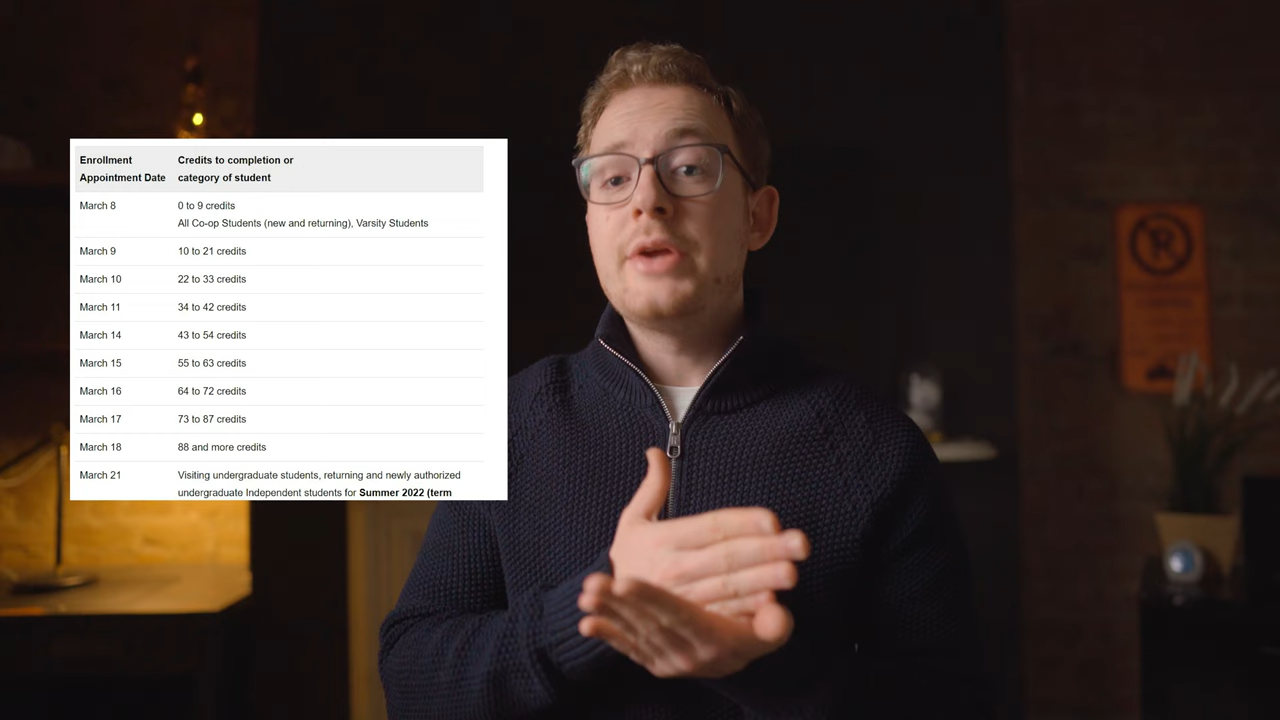 Enrollment Credits to completion or
Appointment Date category of student
March 8 0 to 9 credits
All Co-op Students (new and returning), Varsity Students
March 9 10 to 21 credits
March 10 22 to 33 credits
March 11 34 to 42 credits
March 14 43 to 54 credits
March 15 55 to 63 credits
March 16 64 to 72 credits
March 17 73 to 87 credits
March 18 88 and more credits
March 21 Visiting undergraduate students, returning and newly authorized
undergraduate Independent students for Summer 2022 (term